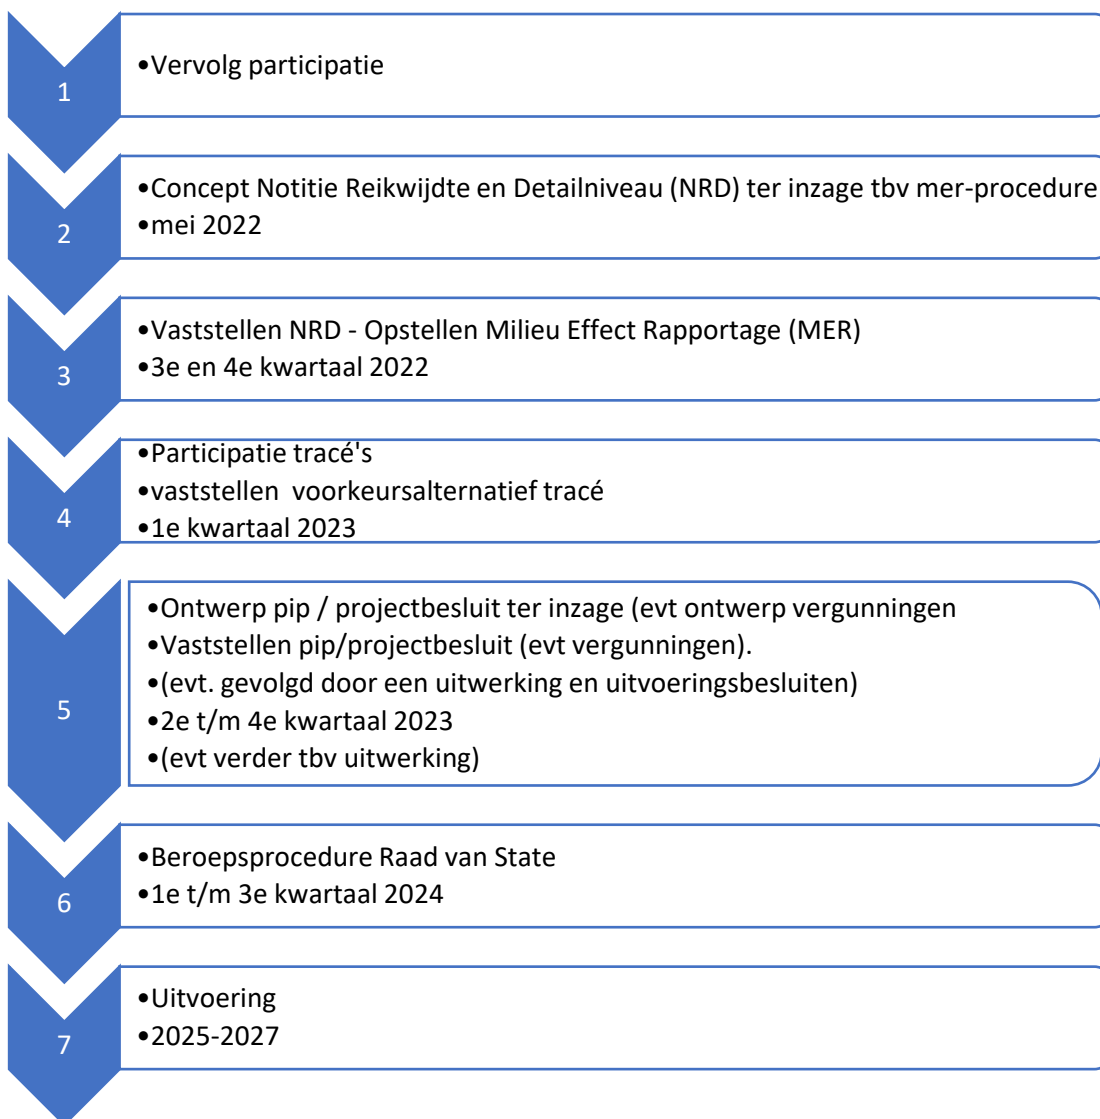 1
•Vervolg participatie
2
•Concept Notitie Reikwijdte en Detailniveau (NRD) ter inzage tbv mer-procedure
•mei 2022
3
•Vaststellen NRD - Opstellen Milieu Effect Rapportage (MER)
•3e en 4e kwartaal 2022
4
•Participatie tracé's
•vaststellen  voorkeursalternatief tracé
•1e kwartaal 2023
5
•Ontwerp pip / projectbesluit ter inzage (evt ontwerp vergunningen
•Vaststellen pip/projectbesluit (evt vergunningen).
•(evt. gevolgd door een uitwerking en uitvoeringsbesluiten)
•2e t/m 4e kwartaal 2023
•(evt verder tbv uitwerking)
6
•Beroepsprocedure Raad van State
•1e t/m 3e kwartaal 2024
7
•Uitvoering
•2025-2027